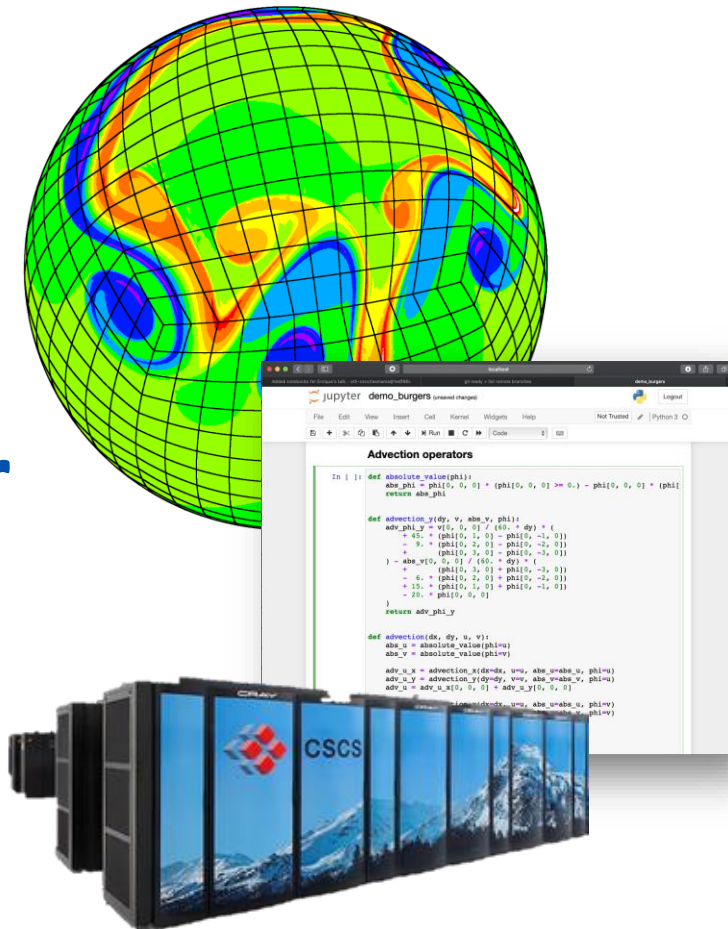 localhost
demo_burgers
jupyter demo_burgers (unsaved changes)
Logout
File Edit View Insert Cell Kernel Widgets Help
Not Trusted
Python 3
Run
Code
Advection operators
In [ ]:
def absolute_value(phi):
abs_phi = phi[0, 0, 0] * (phi[0, 0, 0] >= 0.) - phi[0, 0, 0] * (phi[
return abs_phi
def advection_y(dy, v, abs_v, phi):
adv_phi_y = v[0, 0, 0] / (60. * dy) * (
+ 45. * (phi[0, 1, 0] - phi[0, -1, 0])
- 9. * (phi[0, 2, 0] - phi[0, -2, 0])
+ (phi[0, 3, 0] - phi[0, -3, 0])
) - abs_v[0, 0, 0] / (60. * dy) * (
+ (phi[0, 3, 0] + phi[0, -3, 0])
- 6. * (phi[0, 2, 0] + phi[0, -2, 0])
+ 15. * (phi[0, 1, 0] + phi[0, -1, 0])
- 20. * phi[0, 0, 0]
)
return adv_phi_y
def advection(dx, dy, u, v):
abs_u = absolute_value(phi=u)
abs_v = absolute_value(phi=v)
adv_u_x = advection_x(dx=dx, u=u, abs_u=abs_u, phi=u)
adv_u_y = advection_y(dy=dy, v=v, abs_v=abs_v, phi=u)
adv_u = adv_u_x[0, 0, 0] + adv_u_y[0, 0, 0]
(dx=dx, u=u, abs_u=abs_u, phi=v)
phi=v)
CRAY
CSCS